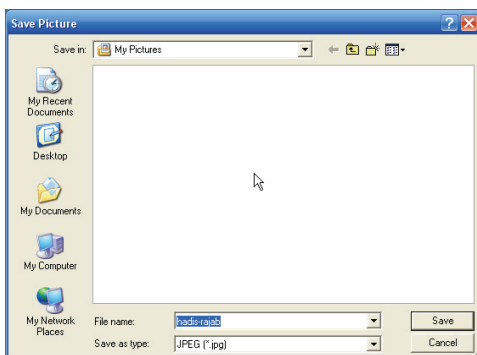 Save Picture
Save in: My Pictures
My Recent
Documents
Desktop
My Documents
My Computer
My Network
Places
File name: hadis-rajab Save
Save as type: JPEG (*.jpg) Cancel